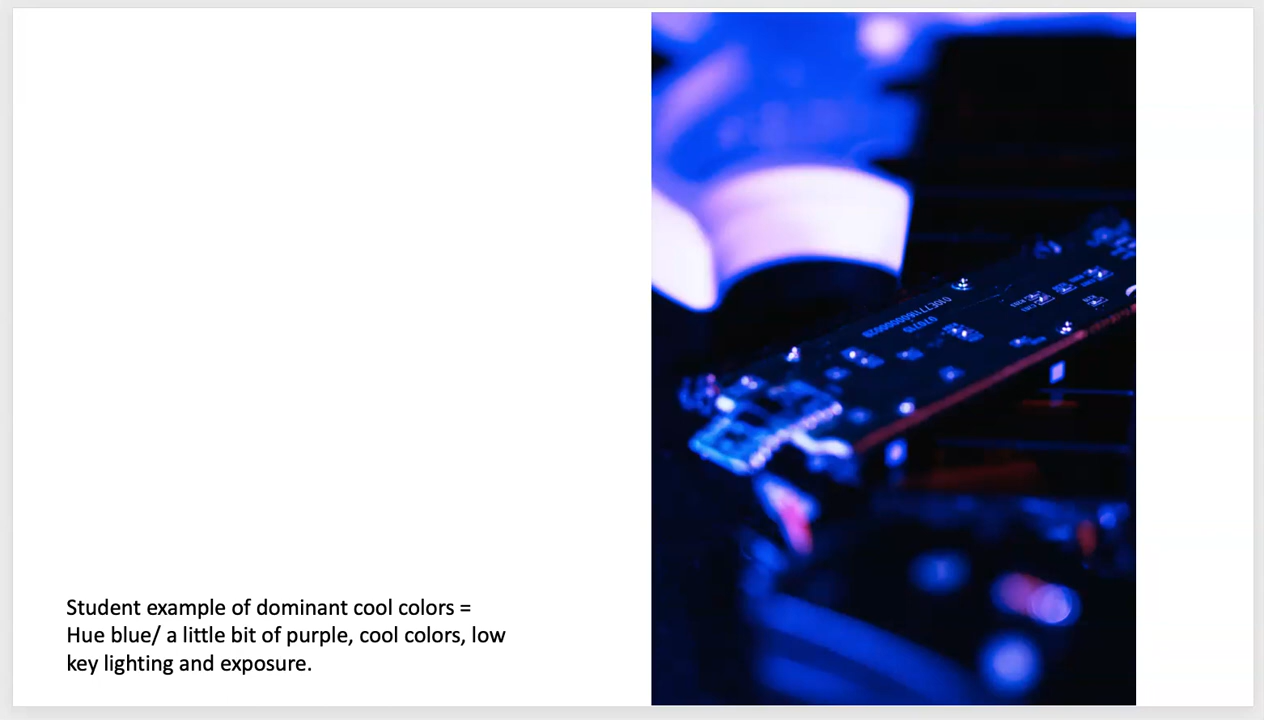 Student example of dominant cool colors =
Hue blue/ a little bit of purple, cool colors, low
key lighting and exposure.